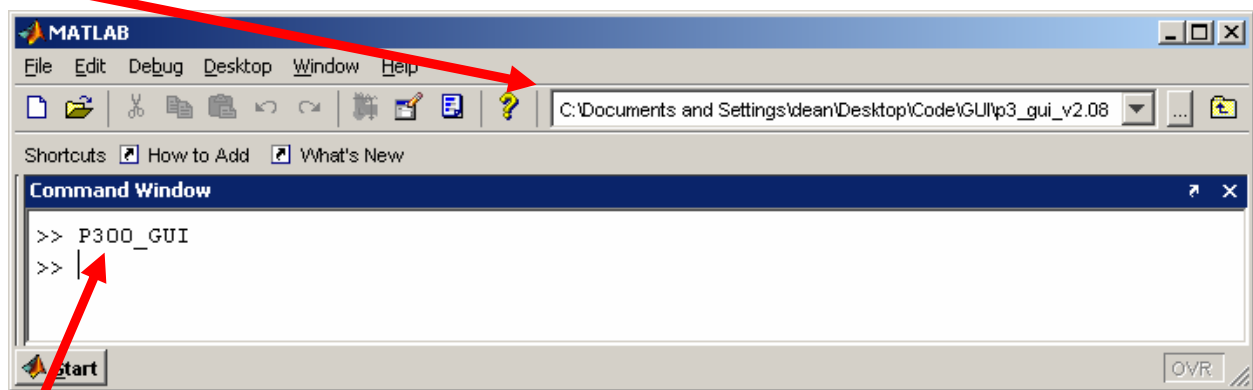 MATLAB
File Edit Debug Desktop Window Help
C:\Documents and Settings\dean\Desktop\Code\GUI\p3_gui_v2.08 ...
Shortcuts How to Add What's New
Command Window
>> P300_GUI
>>
Start OVR